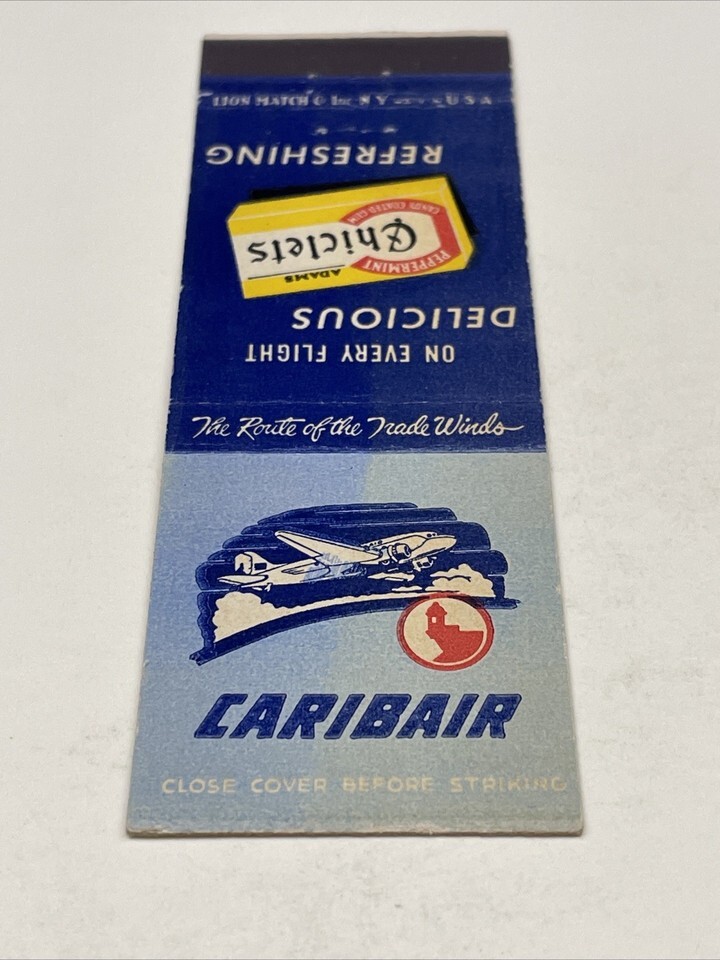 LION MATCH C Inc N Y U S A
The Route of the Trade Winds
CARIBAIR
CLOSE COVER BEFORE STRIKING
ON EVERY FLIGHT
DELICIOUS
ADAMS
Chiclets
PEPPERMINT
CANDY COATED GUM
REFRESHING